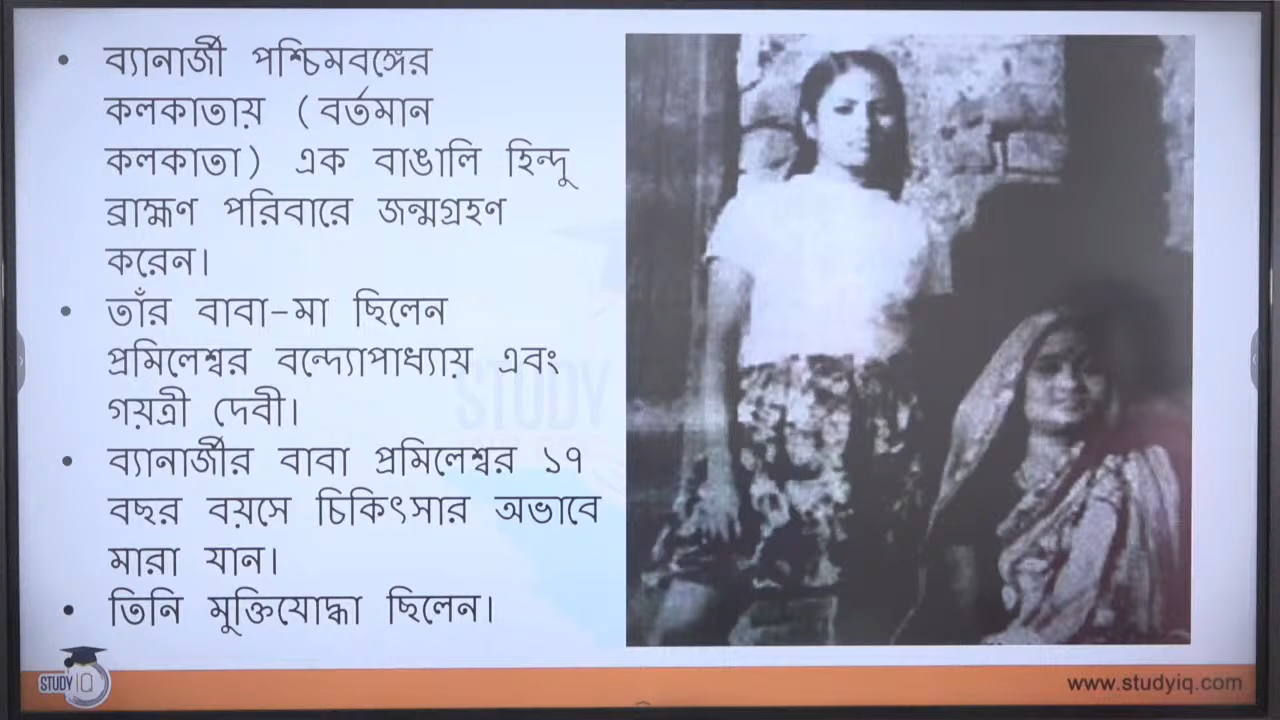 • ব্যানার্জী পশ্চিমবঙ্গের
কলকাতায় (বর্তমান
কলকাতা) এক বাঙালি হিন্দু
ব্রাহ্মণ পরিবারে জন্মগ্রহণ
করেন।
• তাঁর বাবা-মা ছিলেন
প্রমিলেশ্বর বন্দ্যোপাধ্যায় এবং
গয়ত্রী দেবী।
• ব্যানার্জীর বাবা প্রমিলেশ্বর ১৭
বছর বয়সে চিকিৎসার অভাবে
মারা যান।
• তিনি মুক্তিযোদ্ধা ছিলেন।
STUDY
STUDY IQ
www.studyiq.com